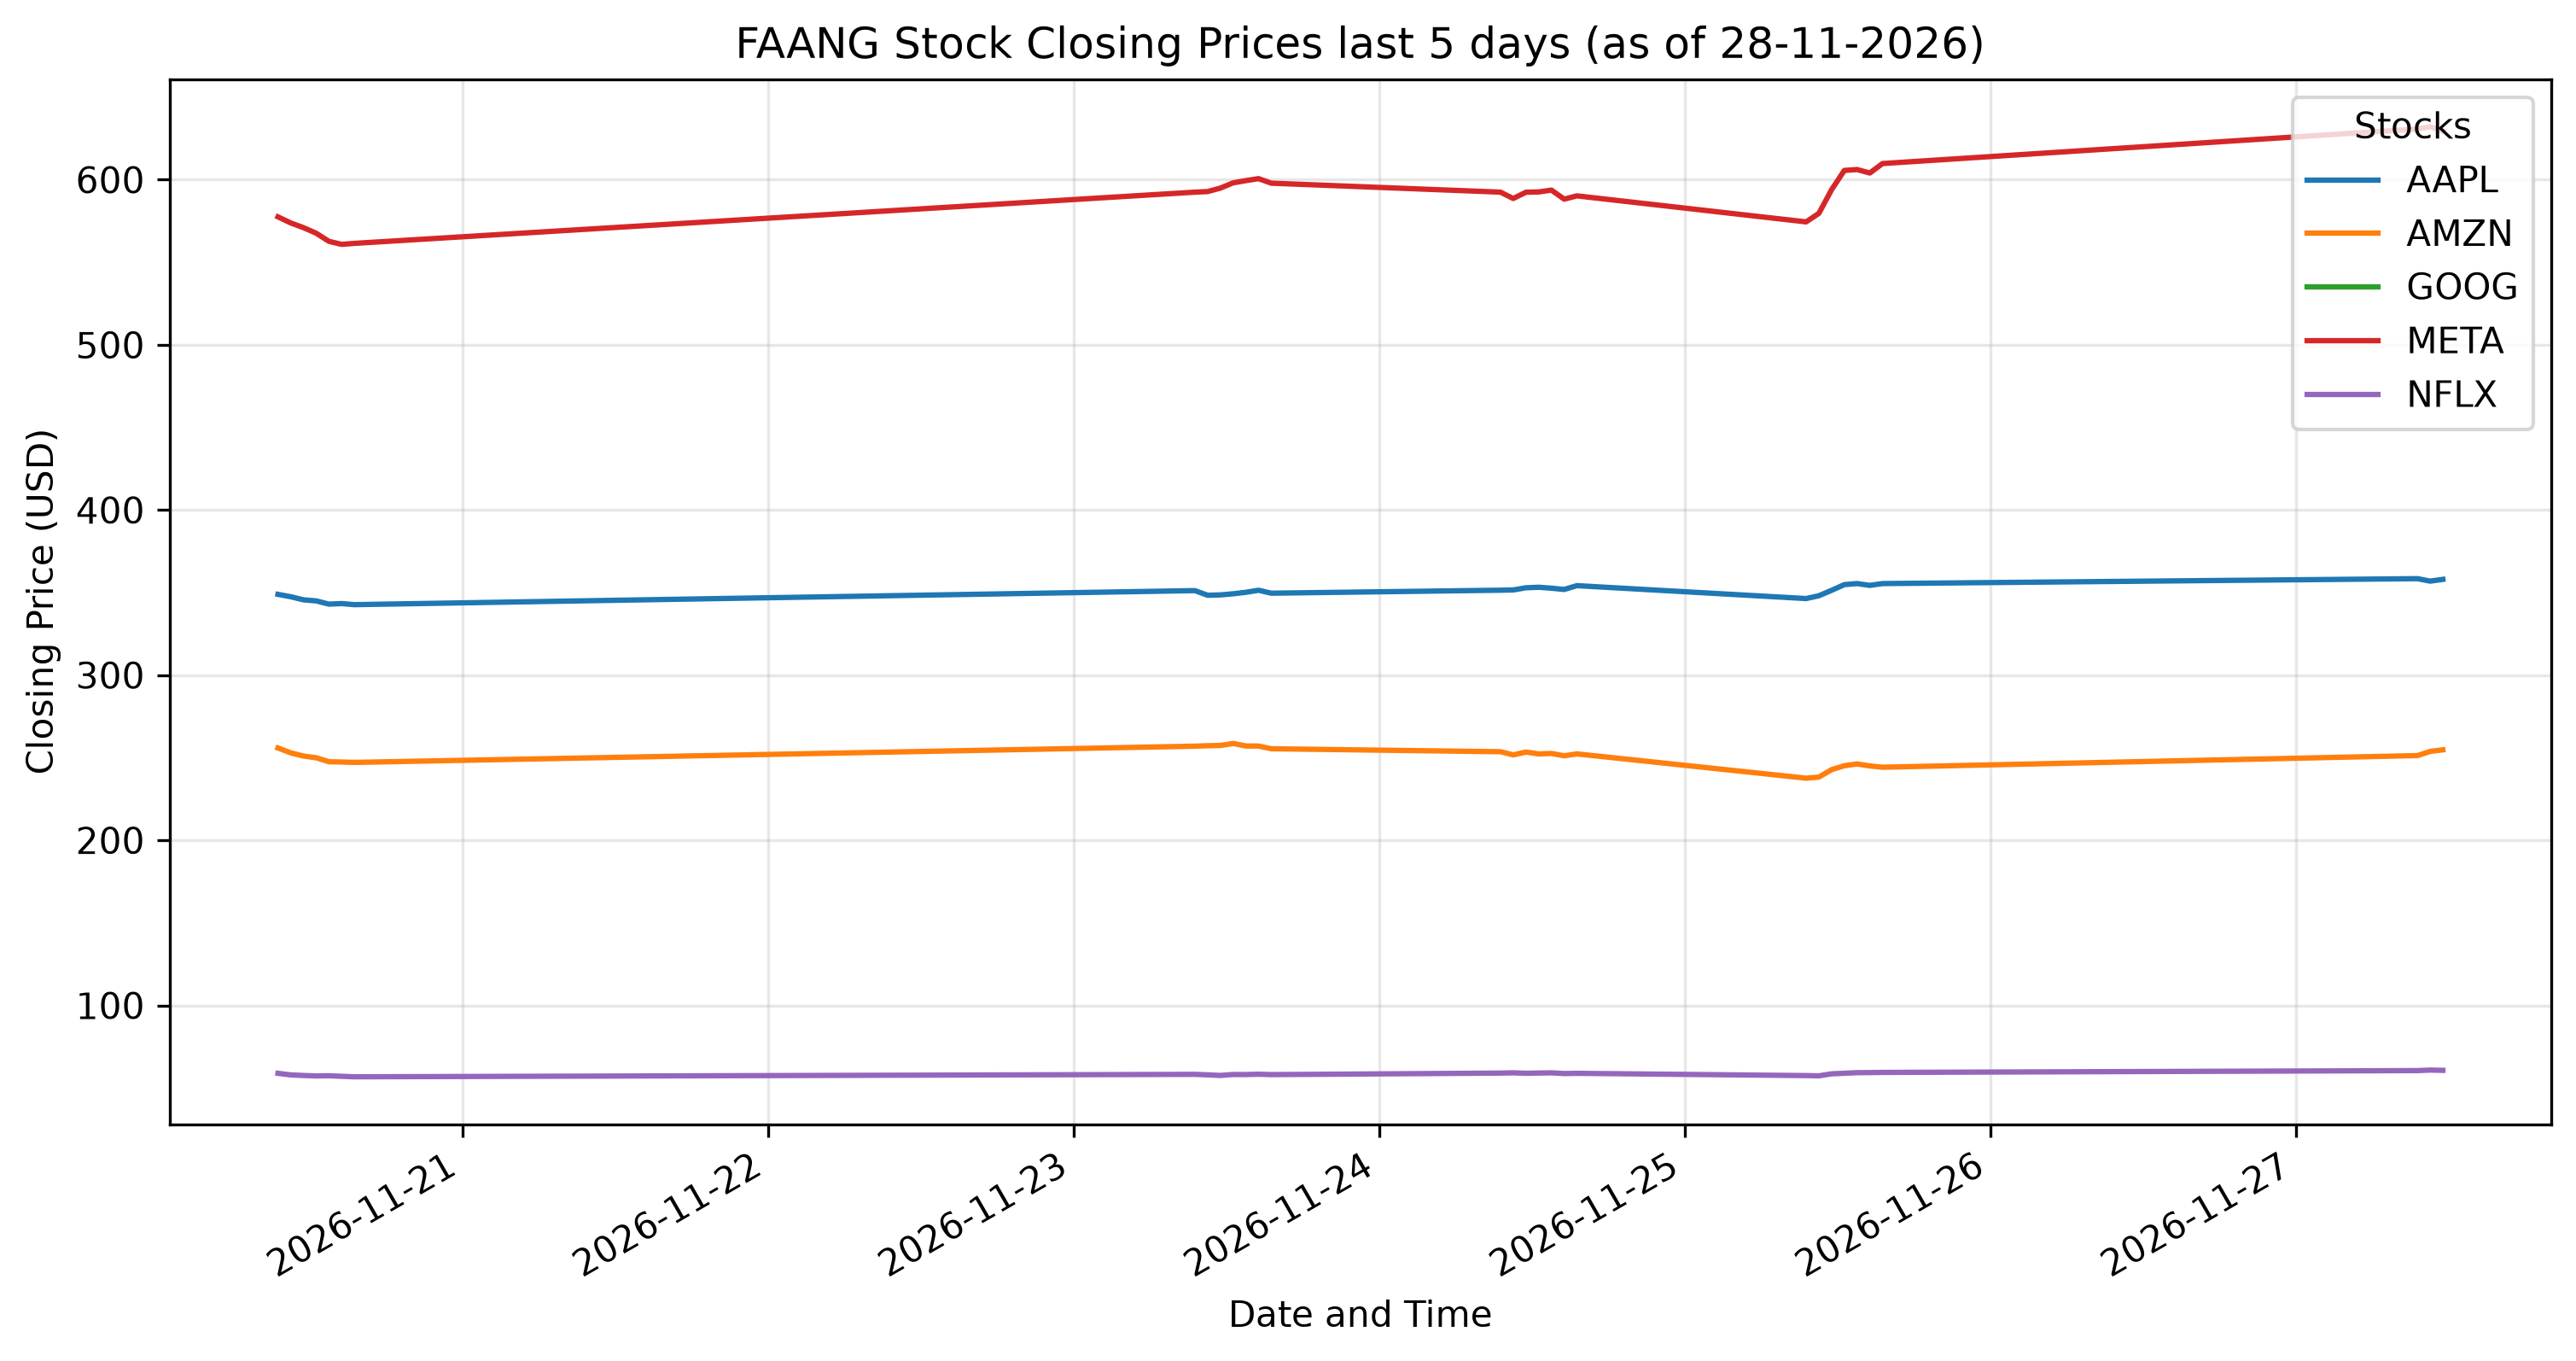 FAANG Stock Closing Prices last 5 days (as of 28-11-2026)
Stocks
AAPL
AMZN
GOOG
META
NFLX
Closing Price (USD)
600
500
400
300
200
100
2026-11-21
2026-11-22
2026-11-23
2026-11-24
2026-11-25
2026-11-26
2026-11-27
Date and Time